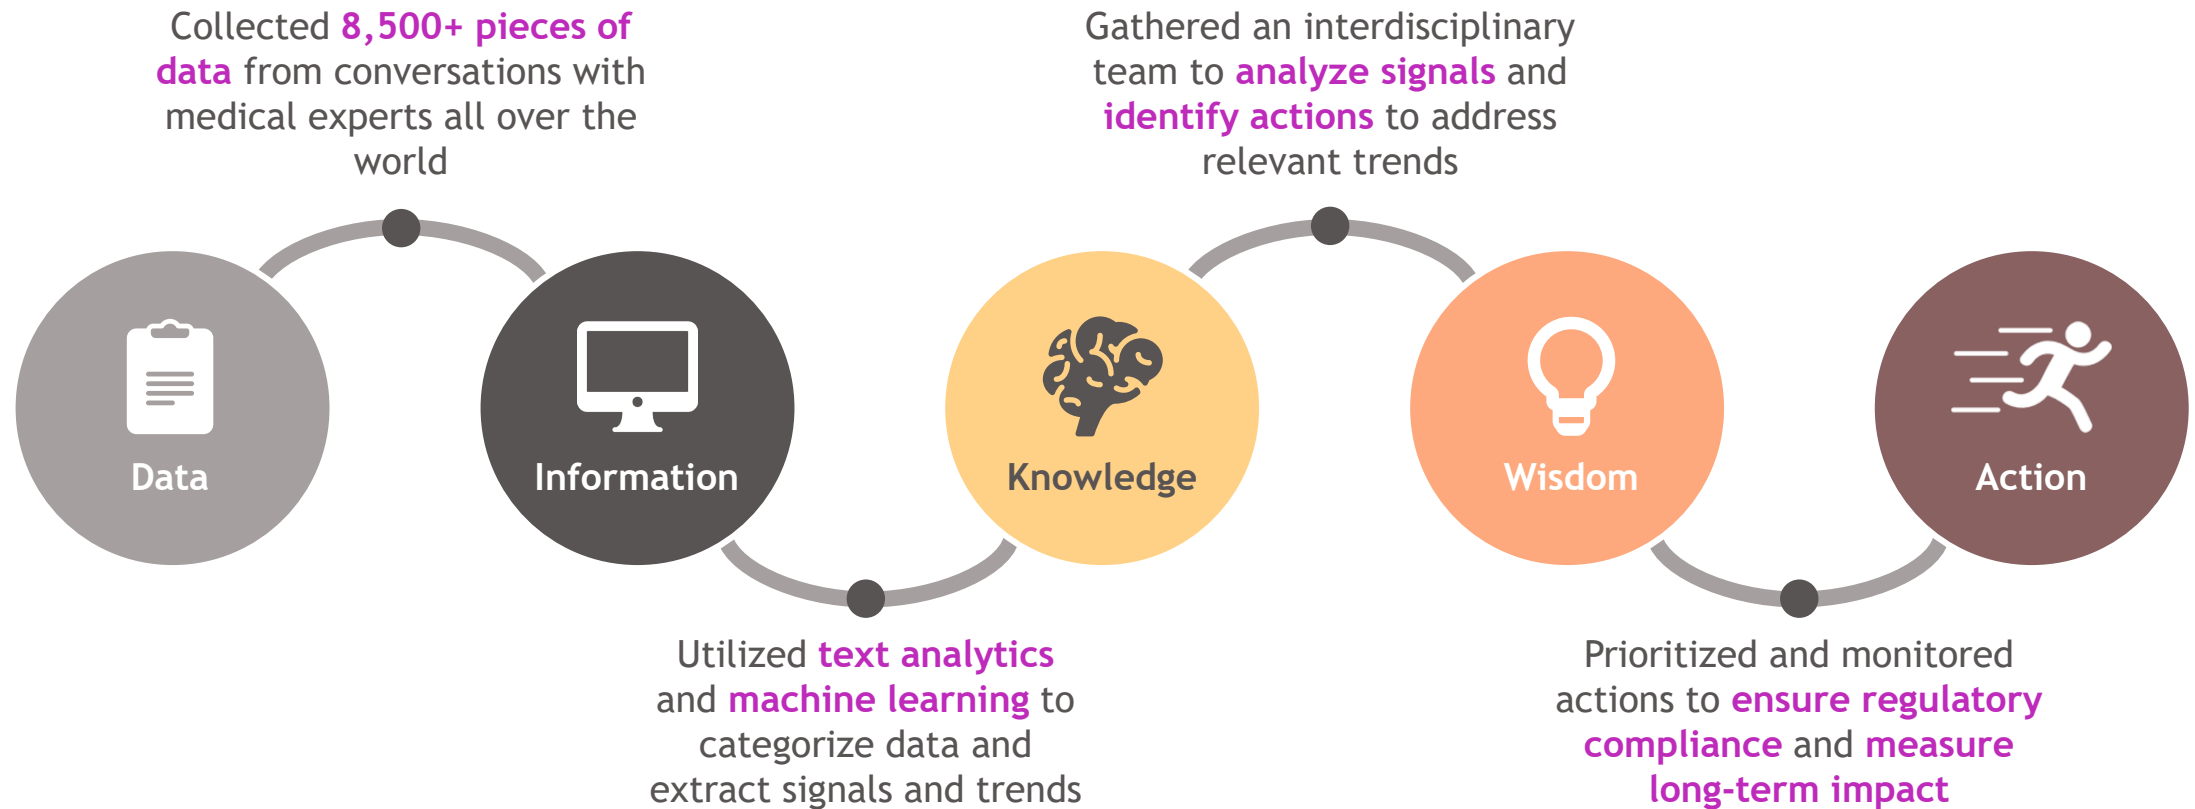 Collected 8,500+ pieces of
data from conversations with
medical experts all over the
world
Gathered an interdisciplinary
team to analyze signals and
identify actions to address
relevant trends
Data
Information
Knowledge
Wisdom
Action
Utilized text analytics
and machine learning to
categorize data and
extract signals and trends
Prioritized and monitored
actions to ensure regulatory
compliance and measure
long-term impact